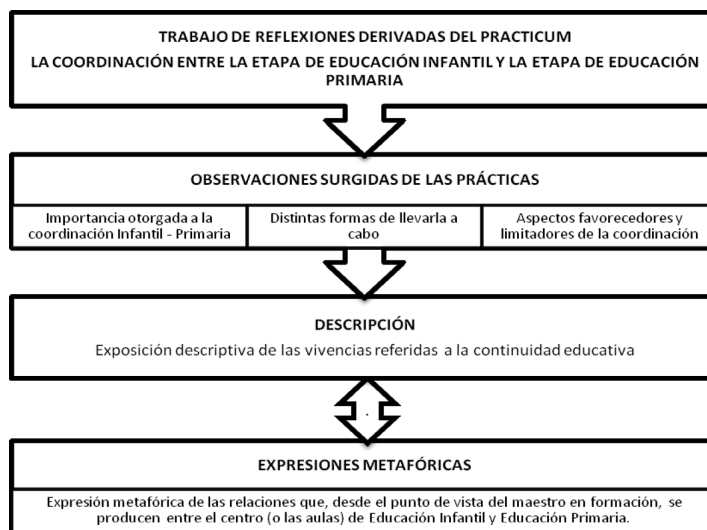 TRABAJO DE REFLEXIONES DERIVADAS DEL PRACTICUM
LA COORDINACIÓN ENTRE LA ETAPA DE EDUCACIÓN INFANTIL Y LA ETAPA DE EDUCACIÓN
PRIMARIA
OBSERVACIONES SURGIDAS DE LAS PRÁCTICAS
Importancia otorgada a la
coordinación Infantil - Primaria
Distintas formas de llevarla a
cabo
Aspectos favorecedores y
limitadores de la coordinación
DESCRIPCIÓN
Exposición descriptiva de las vivencias referidas a la continuidad educativa
.
EXPRESIONES METAFÓRICAS
Expresión metafórica de las relaciones que, desde el punto de vista del maestro en formación, se
producen entre el centro (o las aulas) de Educación Infantil y Educación Primaria.